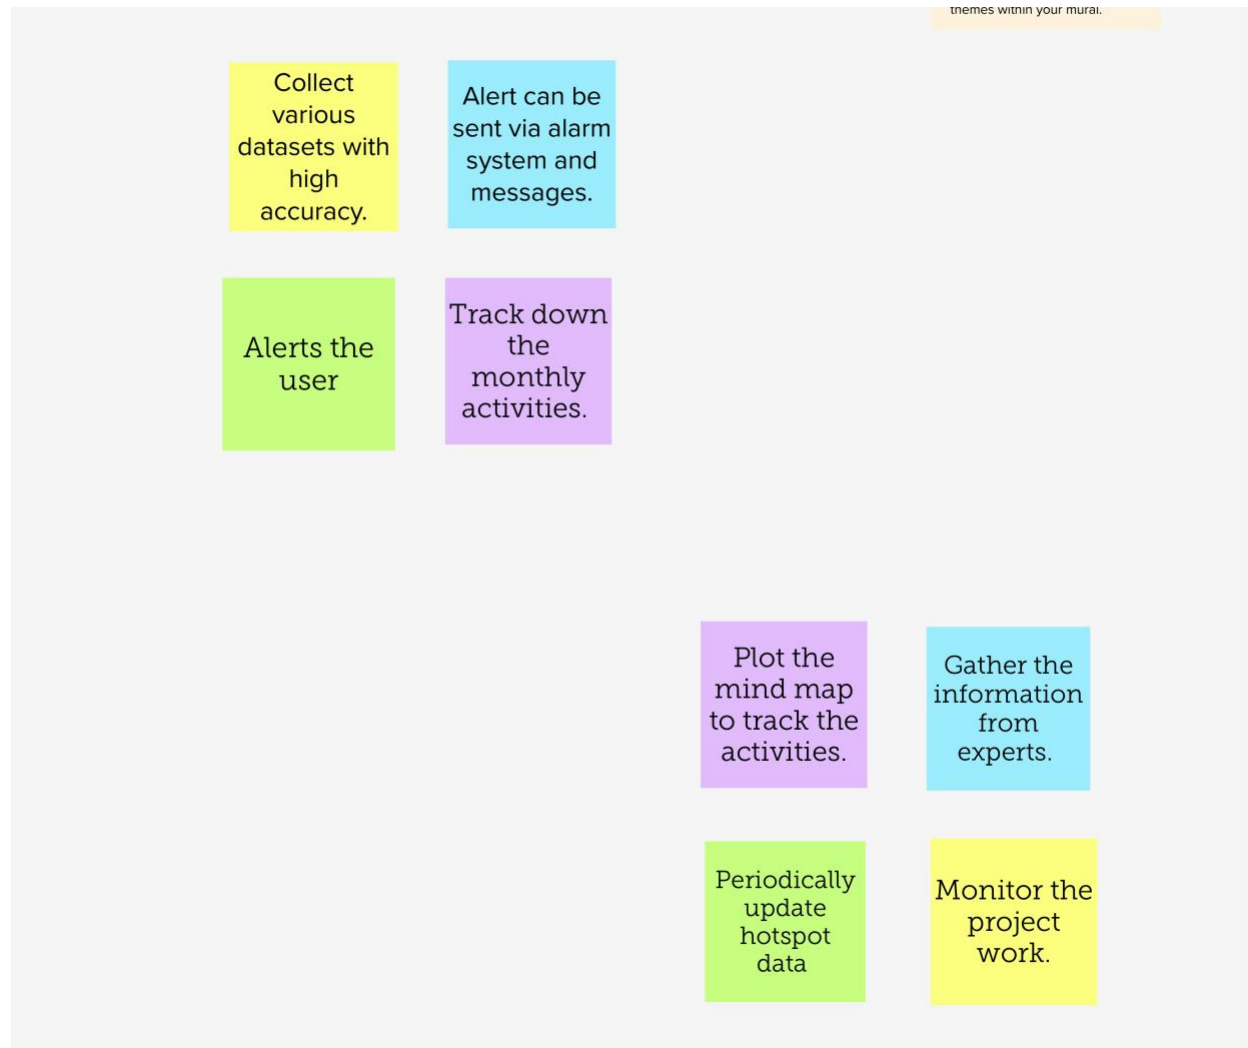 themes within your mural.
Collect
various
datasets with
high
accuracy.
Alert can be
sent via alarm
system and
messages.
Alerts the
user
Track down
the
monthly
activities.
Plot the
mind map
to track the
activities.
Gather the
information
from
experts.
Periodically
update
hotspot
data
Monitor the
project
work.